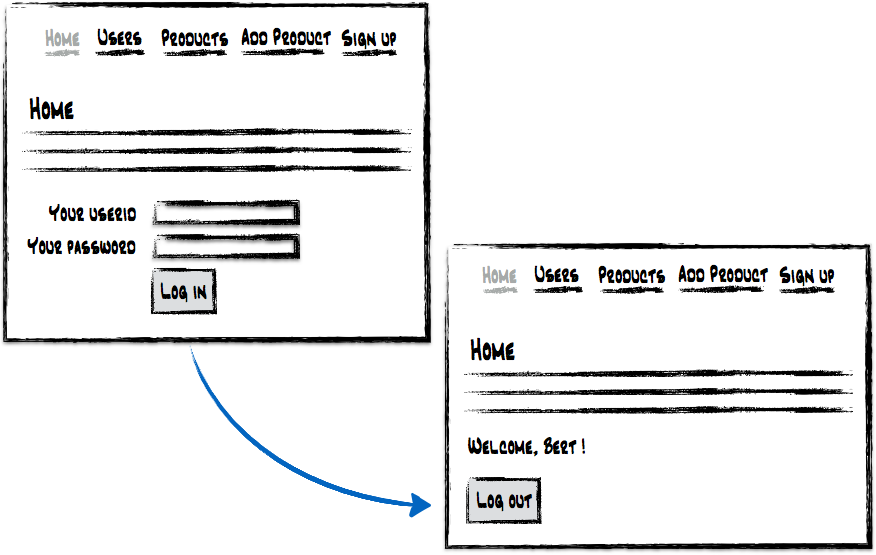 Home Users Products Add Product Sign up
Home
Your userid
Your password
Log in
Home Users Products Add Product Sign up
Home
Welcome, Bert !
Log out